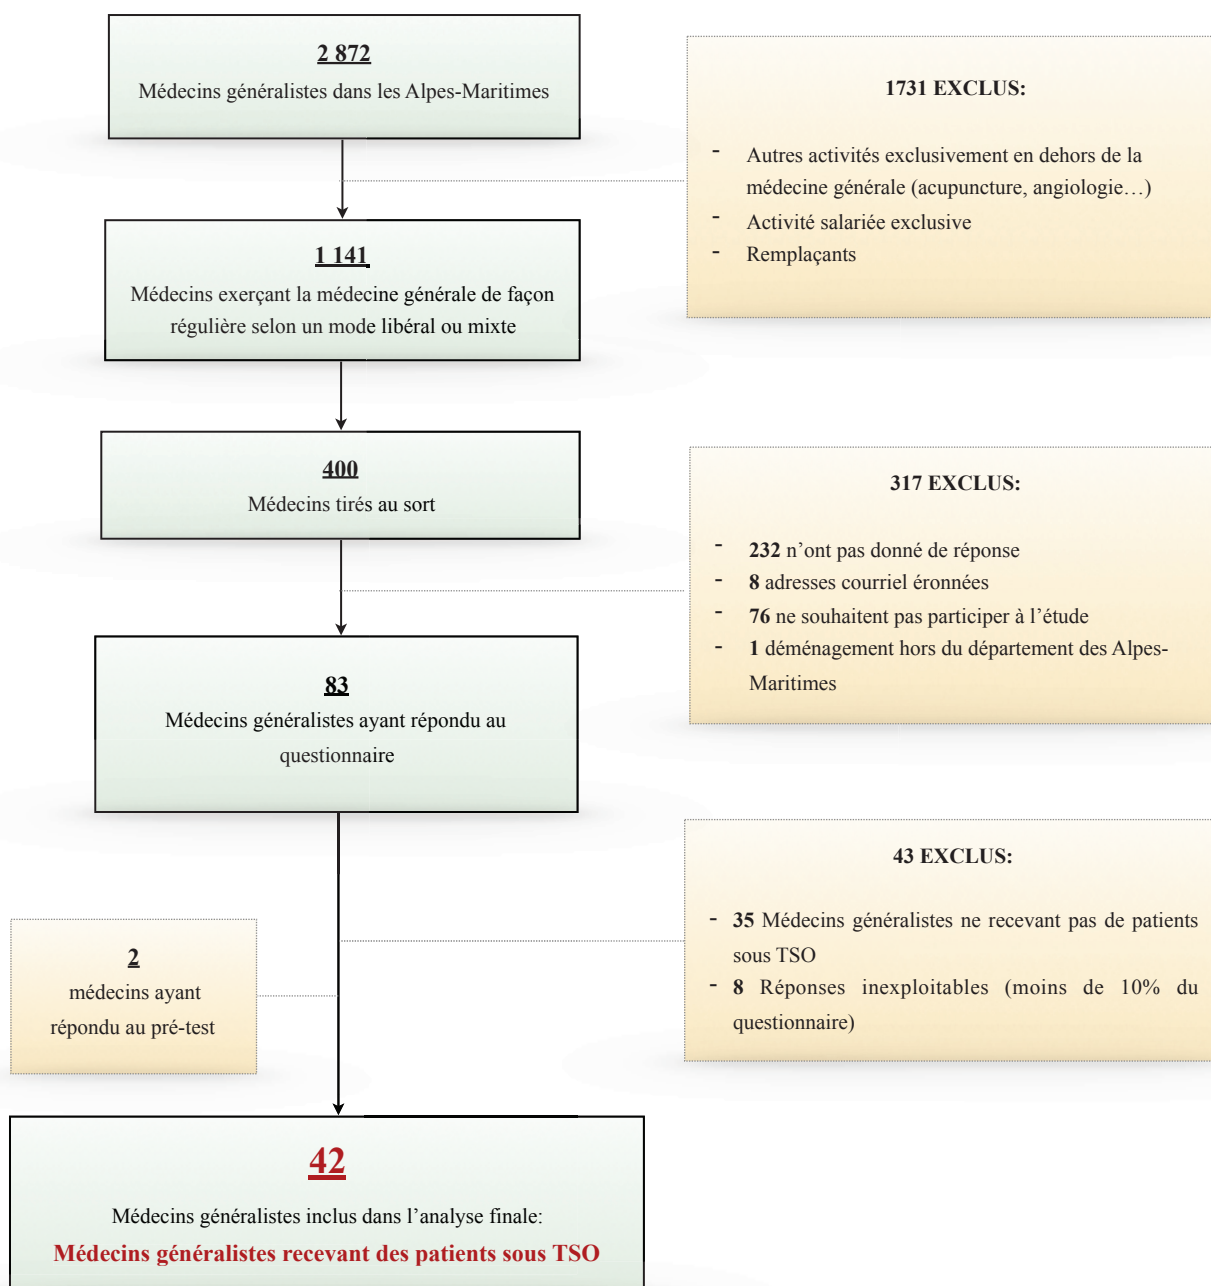 2 872
Médecins généralistes dans les Alpes-Maritimes
1731 EXCLUS:
- Autres activités exclusivement en dehors de la
médecine générale (acupuncture, angiologie…)
- Activité salariée exclusive
- Remplaçants
1 141
Médecins exerçant la médecine générale de façon
régulière selon un mode libéral ou mixte
400
Médecins tirés au sort
317 EXCLUS:
- 232 n’ont pas donné de réponse
- 8 adresses courriel éronnées
- 76 ne souhaitent pas participer à l’étude
- 1 déménagement hors du département des Alpes-
Maritimes
83
Médecins généralistes ayant répondu au
questionnaire
43 EXCLUS:
- 35 Médecins généralistes ne recevant pas de patients
sous TSO
- 8 Réponses inexploitables (moins de 10% du
questionnaire)
2
médecins ayant
répondu au pré-test
42
Médecins généralistes inclus dans l’analyse finale:
Médecins généralistes recevant des patients sous TSO